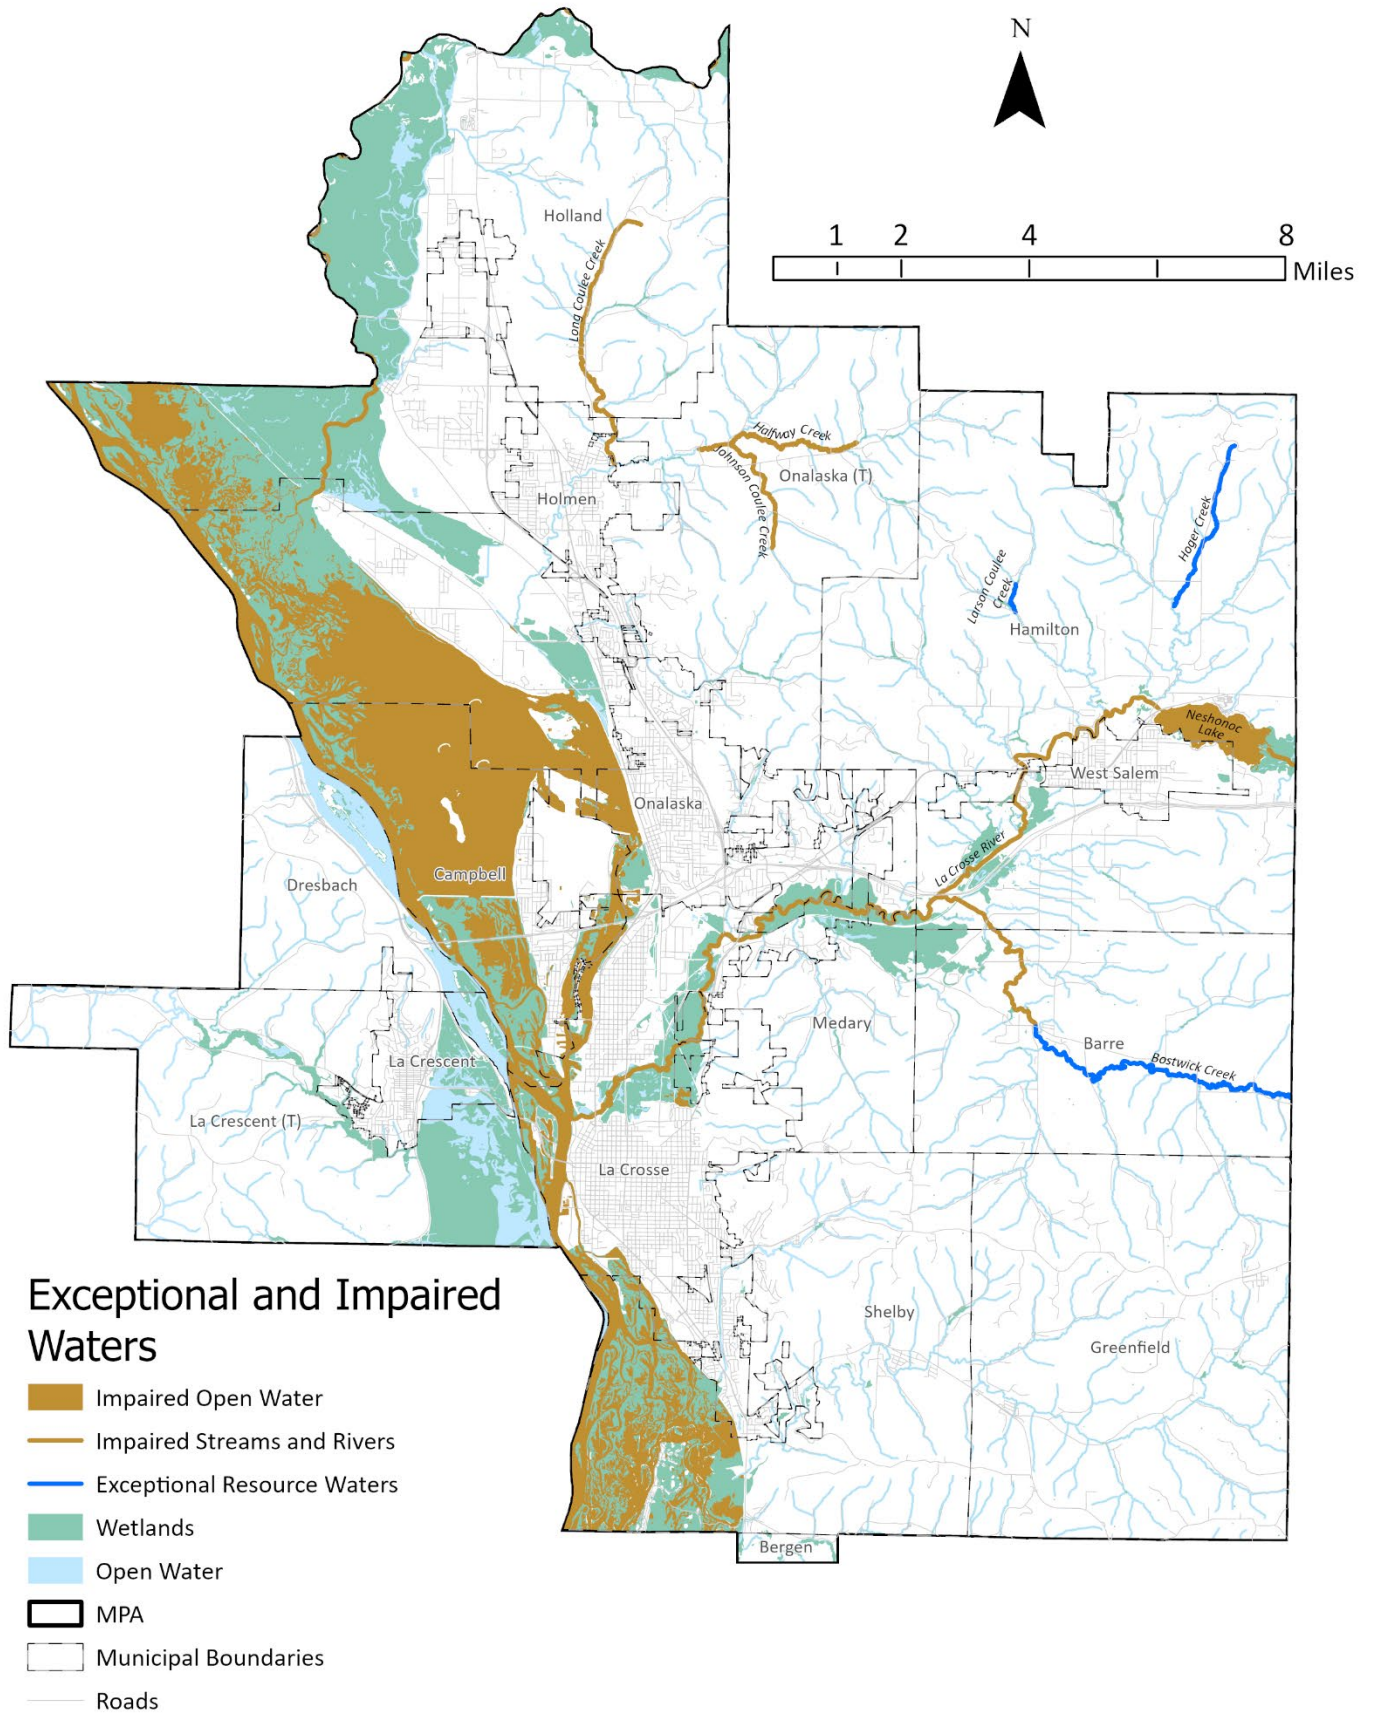 N
1 2 4 8
Miles
Holland
Long Coulee Creek
Halfway Creek
Johnson Coulee Creek
Onalaska (T)
Holmen
Hoger Creek
Larson Coulee
Creek
Hamilton
Neshonoc
Lake
West Salem
Onalaska
La Crosse River
Campbell
Dresbach
Medary
Barre
Bostwick Creek
La Crescent
La Crescent (T)
La Crosse
Shelby
Greenfield
Bergen
Exceptional and Impaired
Waters
Impaired Open Water
Impaired Streams and Rivers
Exceptional Resource Waters
Wetlands
Open Water
MPA
Municipal Boundaries
Roads